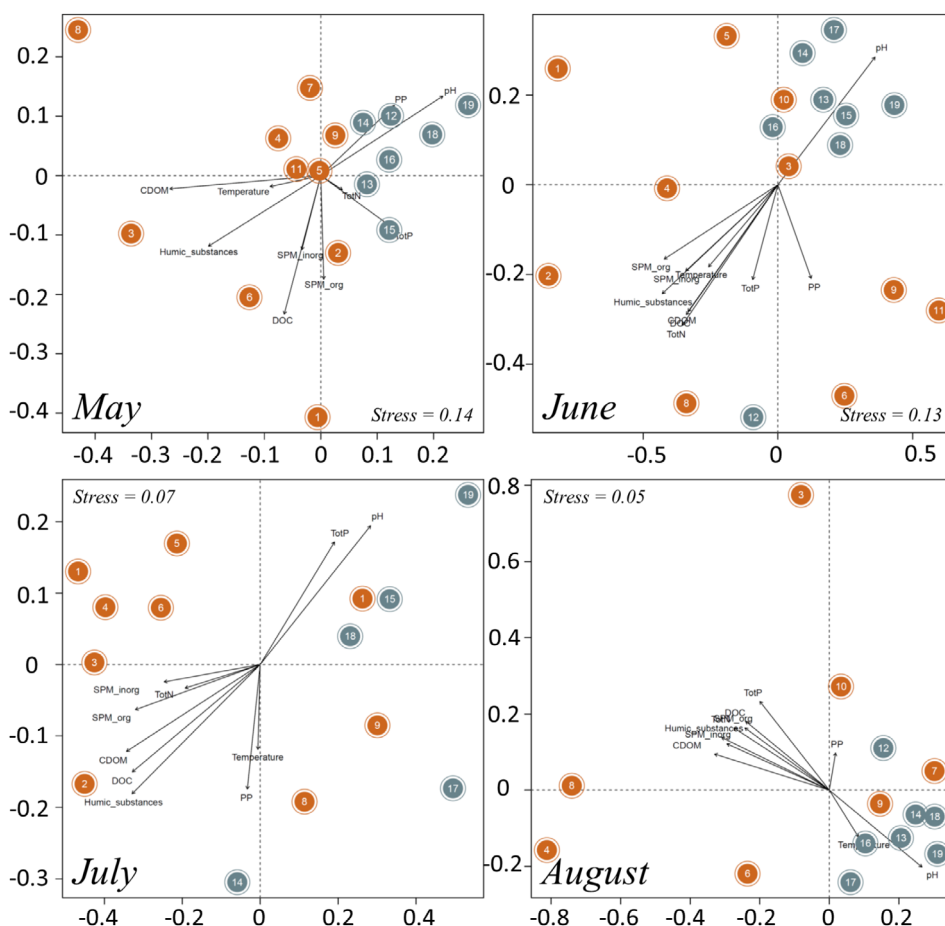 8
0.2
7
19
PP
pH
0.1
14
12
18
4
9
16
11
5
0
13
CDOM
Temperature
TotN
3
15
-0.1
Humic_substances
SPM_inorg
2
SPM_org
6
-0.2
DOC
-0.3
1
-0.4
May
Stress = 0.14
-0.4 -0.3 -0.2 -0.1 0 0.1 0.2
17
5
14
pH
1
10
13
19
0.2
15
16
18
3
0
4
SPM_org
SPM_inorg
Temperature
2
-0.2
TotP
PP
9
Humic_substances
11
CDOM
DOC
TotN
-0.4
6
8
12
June
Stress = 0.13
-0.5 0 0.5
Stress = 0.07
19
pH
0.2
TotP
5
1
0.1
4
6
1
15
18
3
0
SPM_inorg
TotN
SPM_org
9
-0.1
CDOM
Temperature
DOC
2
17
Humic_substances
PP
8
-0.2
July
14
-0.3
-0.4 -0.2 0 0.2 0.4
0.8
Stress = 0.05
3
0.6
0.4
10
TotP
0.2
DOC
SPM_org
Humic_substances
SPM_inorg
CDOM
PP
12
7
8
0
9
14
18
13
16
Temperature
4
19
-0.2
6
17
pH
August
-0.8 -0.6 -0.4 -0.2 0 0.2